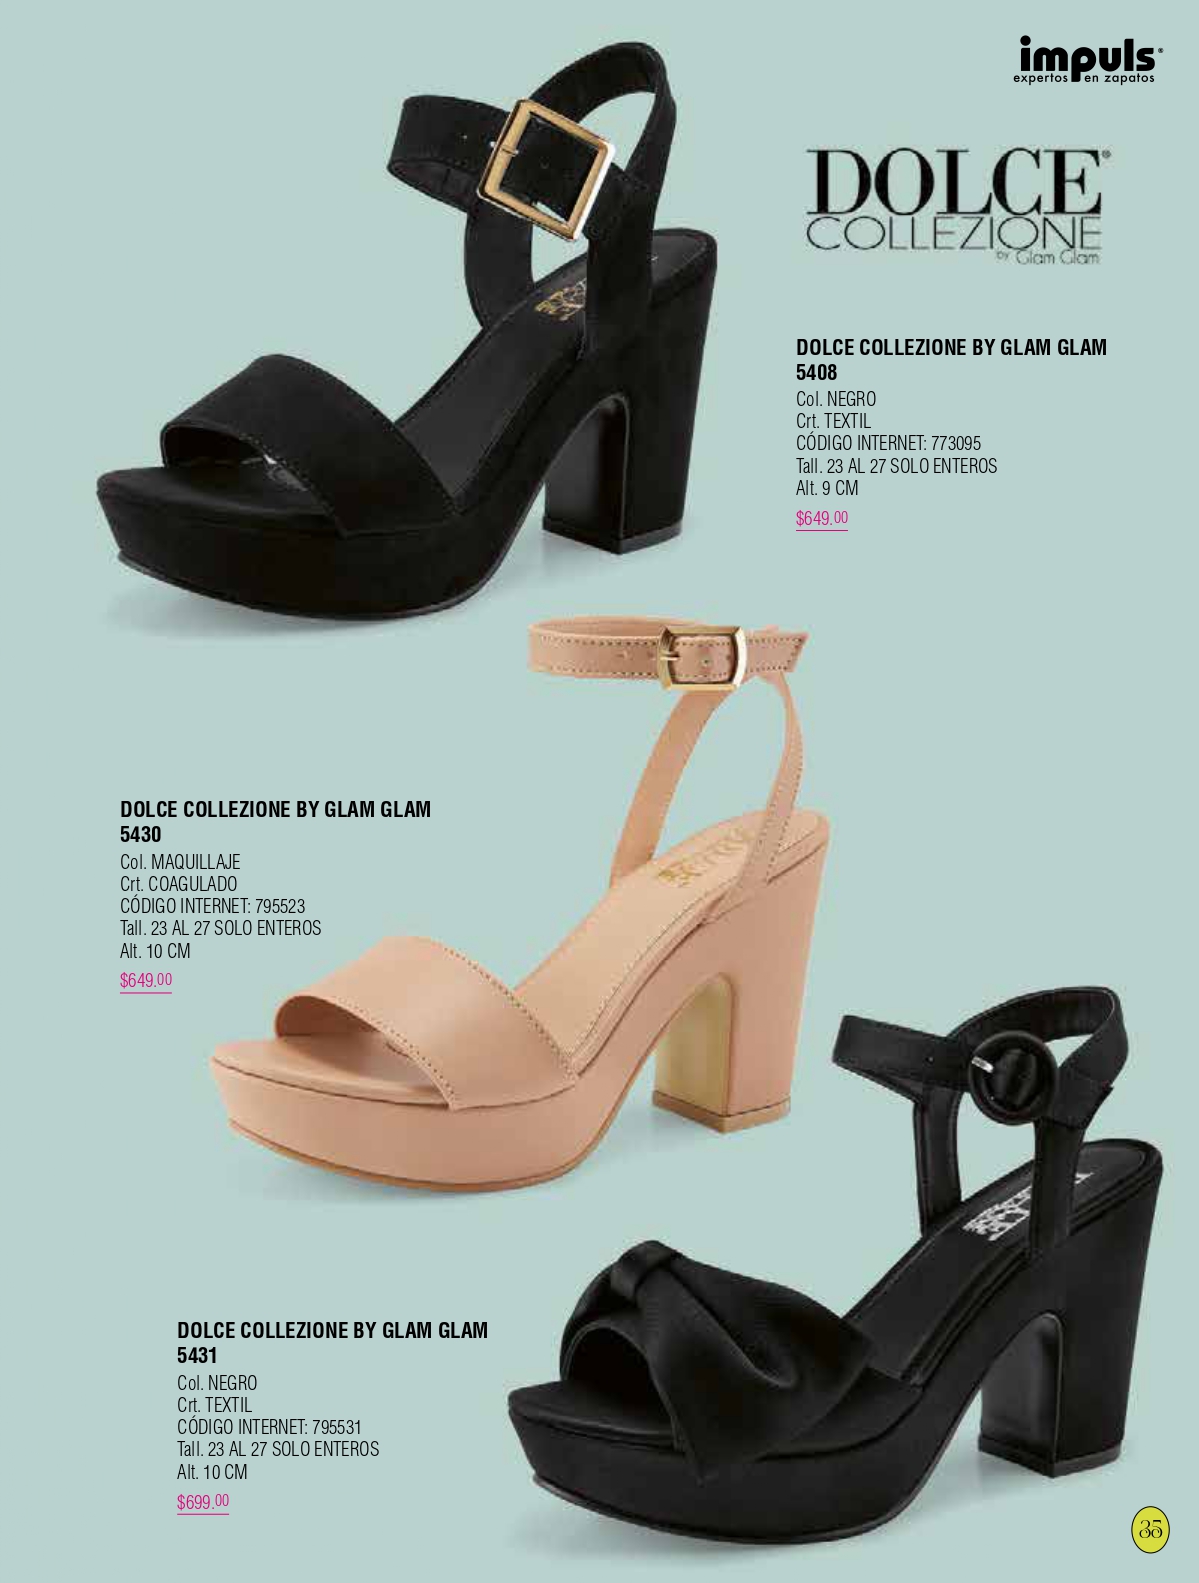 impuls®
expertos en zapatos
DOLCE®
COLLEZIONE
by Glam Glam
DOLCE COLLEZIONE BY GLAM GLAM
5408
Col. NEGRO
Crt. TEXTIL
CÓDIGO INTERNET: 773095
Tall. 23 AL 27 SOLO ENTEROS
Alt. 9 CM
$649.00
DOLCE COLLEZIONE BY GLAM GLAM
5430
Col. MAQUILLAJE
Crt. COAGULADO
CÓDIGO INTERNET: 795523
Tall. 23 AL 27 SOLO ENTEROS
Alt. 10 CM
$649.00
DOLCE COLLEZIONE BY GLAM GLAM
5431
Col. NEGRO
Crt. TEXTIL
CÓDIGO INTERNET: 795531
Tall. 23 AL 27 SOLO ENTEROS
Alt. 10 CM
$699.00
35